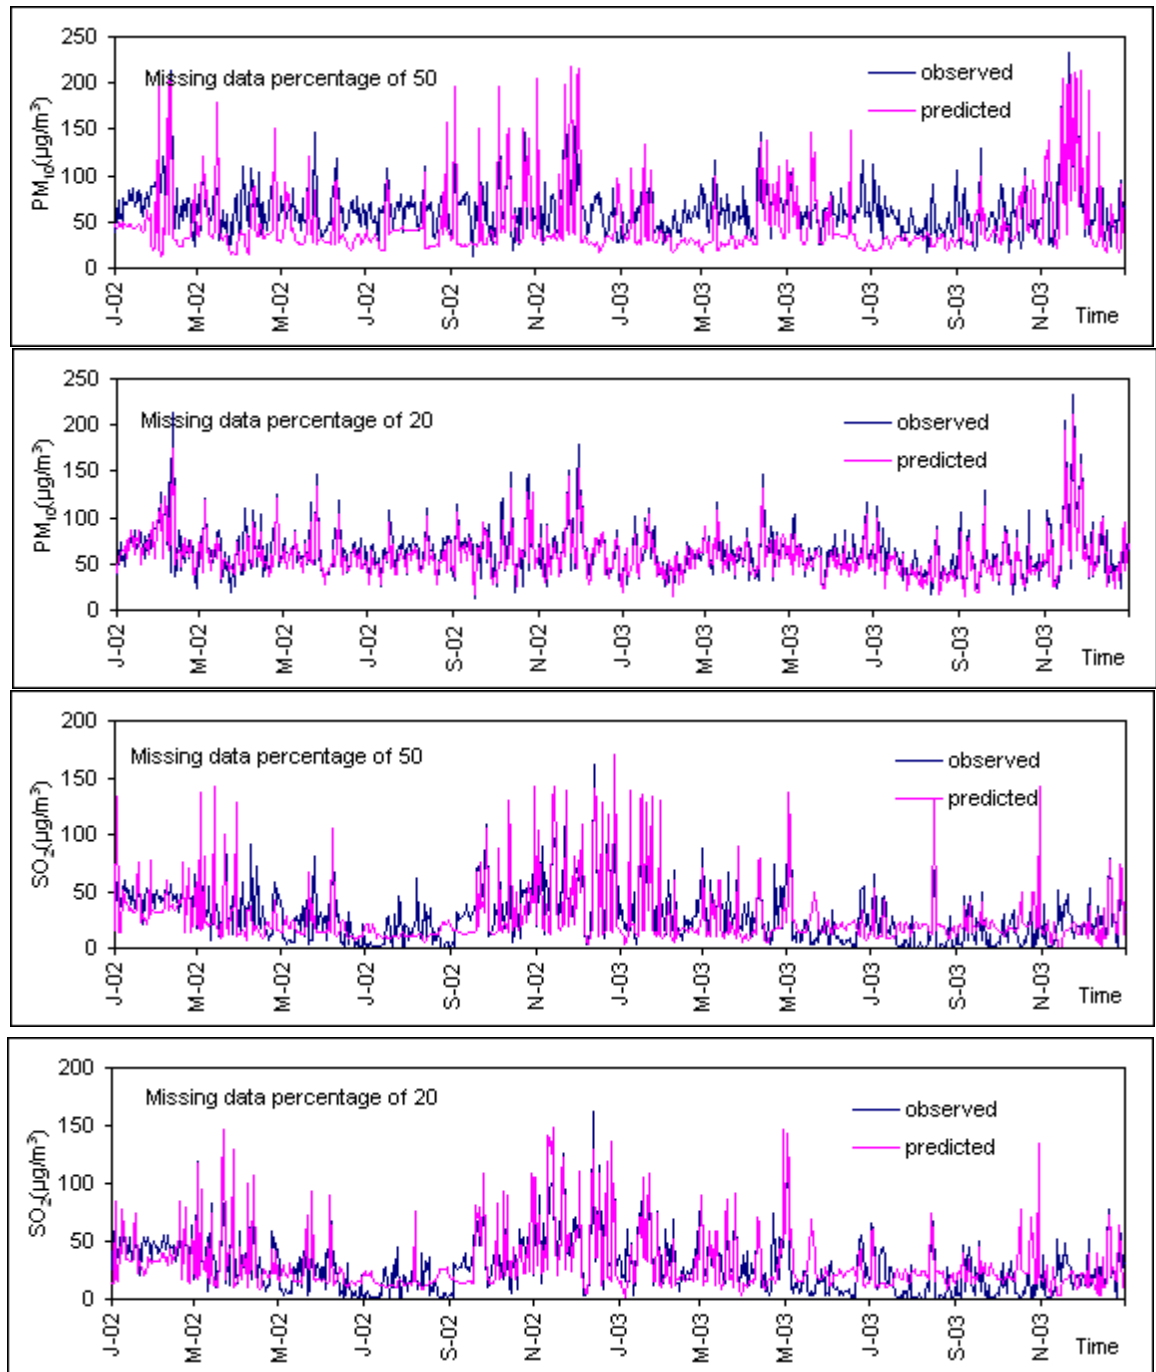 250
Missing data percentage of 50
observed
200
predicted
150
PM₁₀(µg/m³)
100
50
0
J-02 M-02 M-02 J-02 S-02 N-02 J-03 M-03 M-03 J-03 S-03 N-03 Time
250
Missing data percentage of 20
observed
200
predicted
150
PM₁₀(µg/m³)
100
50
0
J-02 M-02 M-02 J-02 S-02 N-02 J-03 M-03 M-03 J-03 S-03 N-03 Time
200
Missing data percentage of 50
observed
150
predicted
SO₂(µg/m³)
100
50
0
J-02 M-02 M-02 J-02 S-02 N-02 J-03 M-03 M-03 J-03 S-03 N-03 Time
200
Missing data percentage of 20
observed
150
predicted
SO₂(µg/m³)
100
50
0
J-02 M-02 M-02 J-02 S-02 N-02 J-03 M-03 M-03 J-03 S-03 N-03 Time